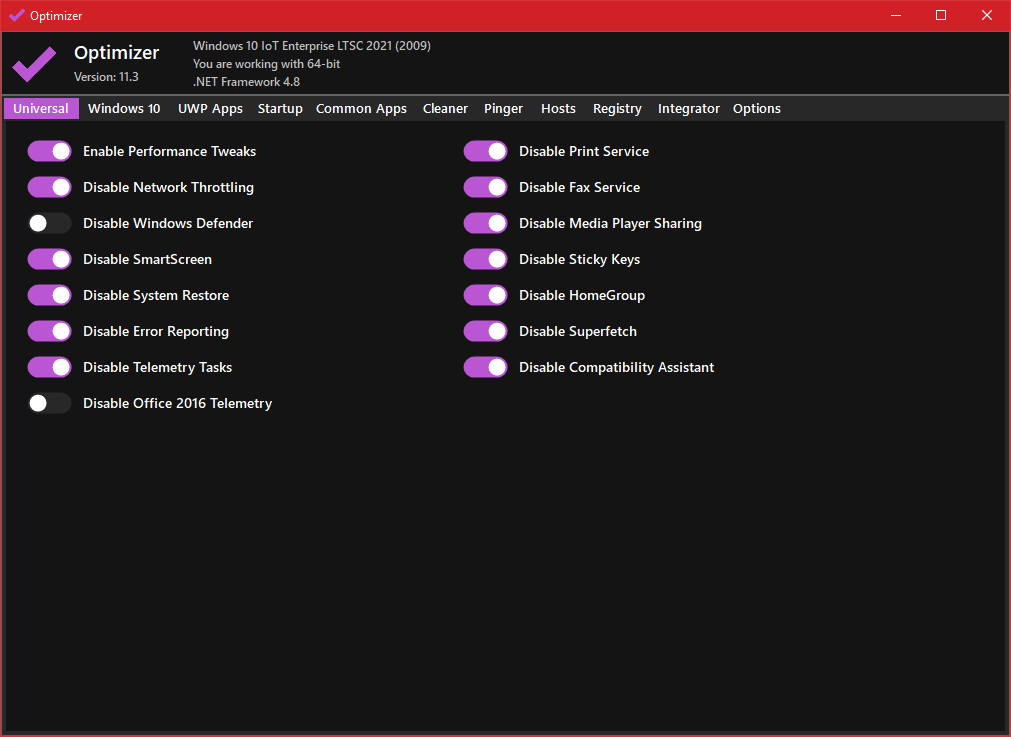 Optimizer
Optimizer
Version: 11.3
Windows 10 IoT Enterprise LTSC 2021 (2009)
You are working with 64-bit
.NET Framework 4.8
Universal Windows 10 UWP Apps Startup Common Apps Cleaner Pinger Hosts Registry Integrator Options
Enable Performance Tweaks
Disable Network Throttling
Disable Windows Defender
Disable SmartScreen
Disable System Restore
Disable Error Reporting
Disable Telemetry Tasks
Disable Office 2016 Telemetry
Disable Print Service
Disable Fax Service
Disable Media Player Sharing
Disable Sticky Keys
Disable HomeGroup
Disable Superfetch
Disable Compatibility Assistant